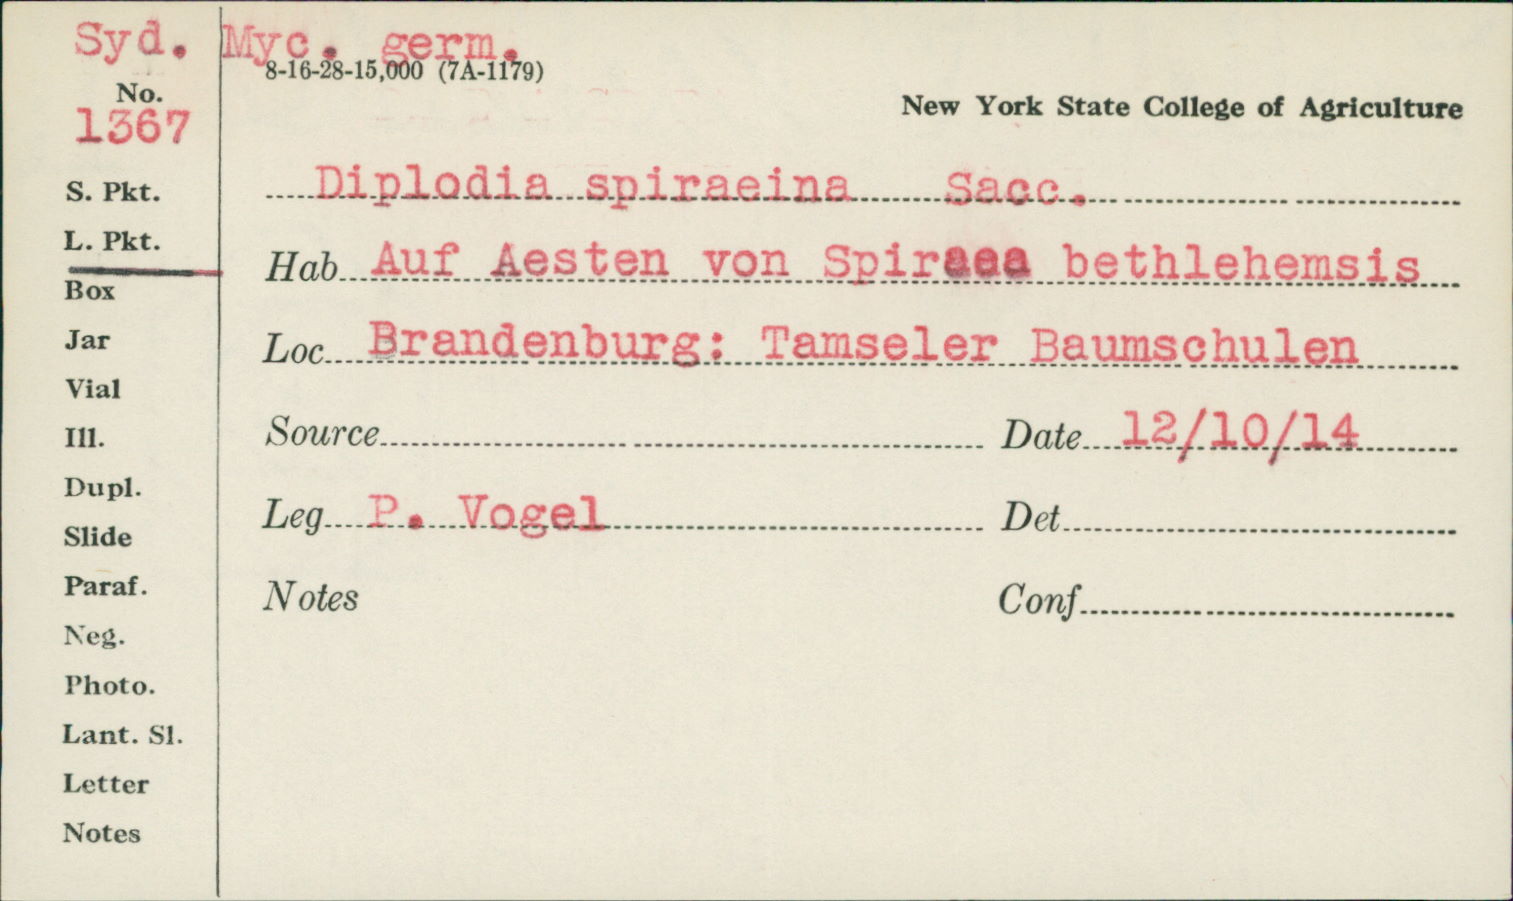 Syd. Myc. germ.
8-16-28-15,000 (7A-1179)
No.
1367
New York State College of Agriculture
S. Pkt.
Diplodia spiraeina Sacc.
L. Pkt.
Hab Auf Aesten von Spiraea bethlehemsis
Box
Jar
Loc Brandenburg: Tamseler Baumschulen
Vial
Ill.
Source Date 12/10/14
Dupl.
Leg P. Vogel Det
Slide
Paraf.
Notes Conf
Neg.
Photo.
Lant. Sl.
Letter
Notes